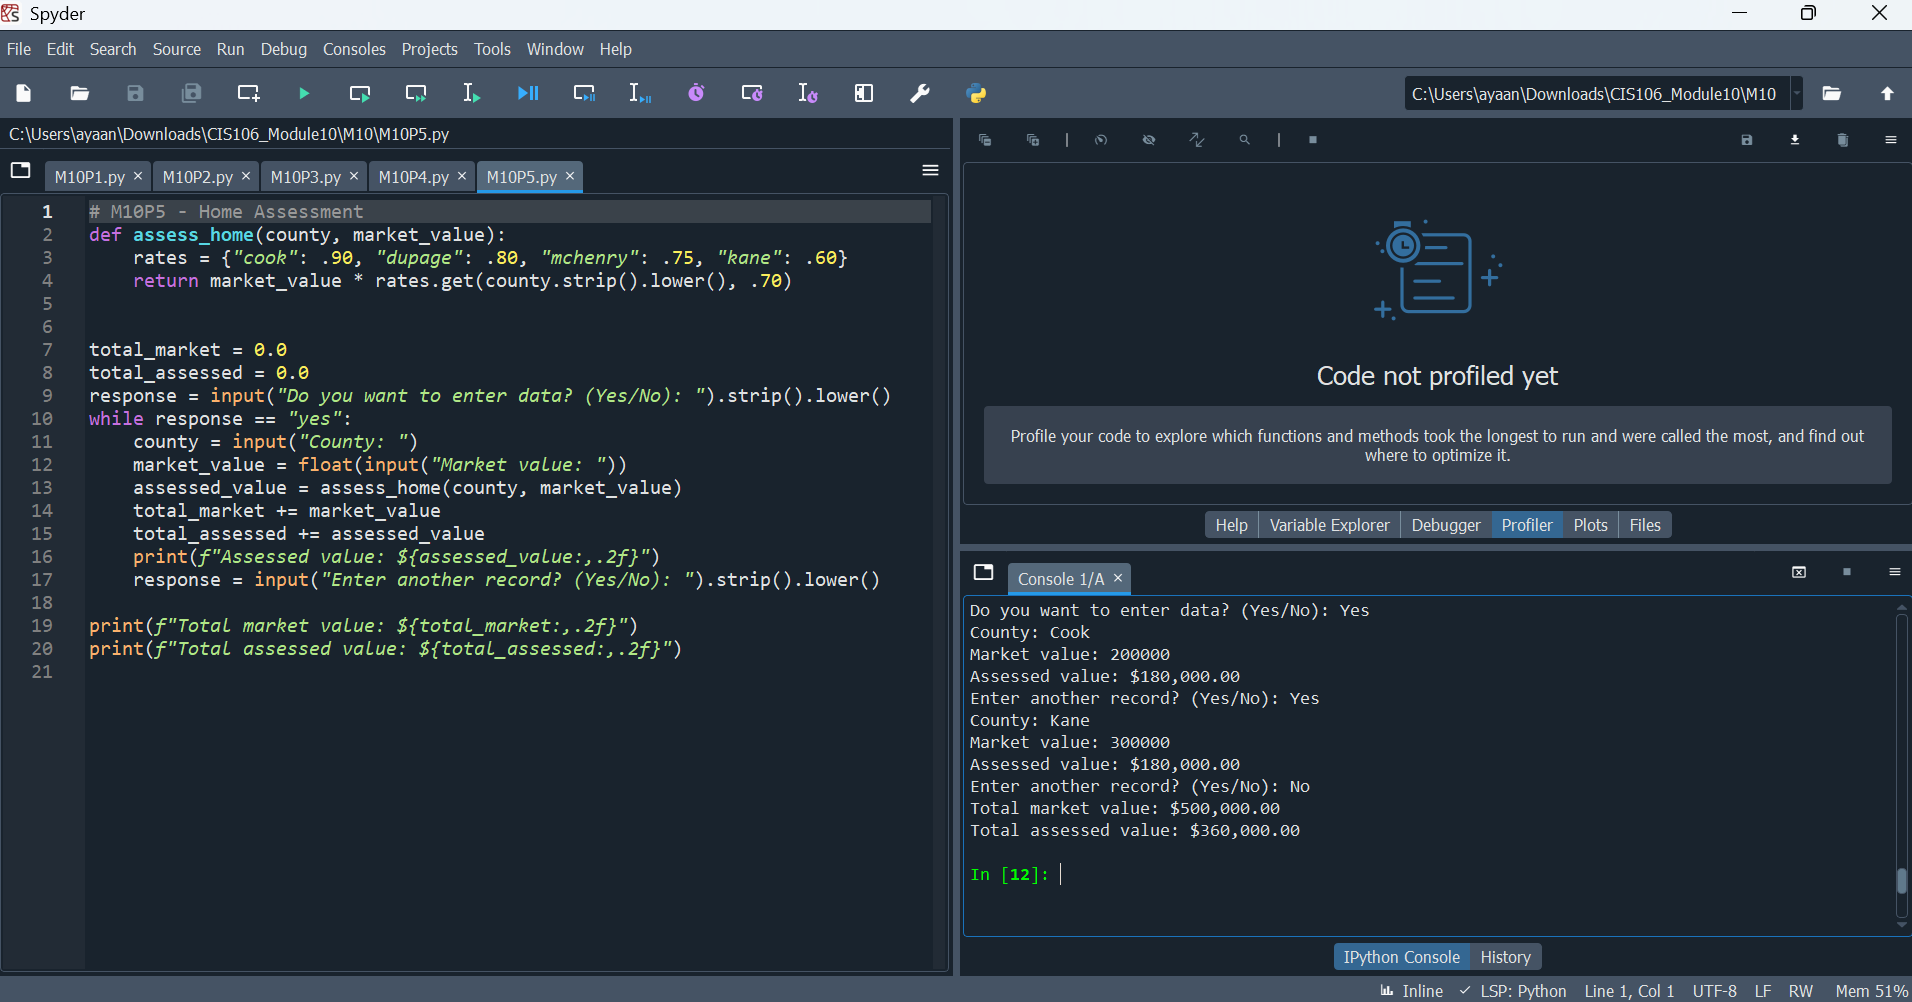 Spyder
File Edit Search Source Run Debug Consoles Projects Tools Window Help
C:\Users\ayaan\Downloads\CIS106_Module10\M10
C:\Users\ayaan\Downloads\CIS106_Module10\M10\M10P5.py
M10P1.py M10P2.py M10P3.py M10P4.py M10P5.py
1 # M10P5 - Home Assessment
2 def assess_home(county, market_value):
3     rates = {"cook": .90, "dupage": .80, "mchenry": .75, "kane": .60}
4     return market_value * rates.get(county.strip().lower(), .70)
5
6
7 total_market = 0.0
8 total_assessed = 0.0
9 response = input("Do you want to enter data? (Yes/No): ").strip().lower()
10 while response == "yes":
11     county = input("County: ")
12     market_value = float(input("Market value: "))
13     assessed_value = assess_home(county, market_value)
14     total_market += market_value
15     total_assessed += assessed_value
16     print(f"Assessed value: ${assessed_value:,.2f}")
17     response = input("Enter another record? (Yes/No): ").strip().lower()
18
19 print(f"Total market value: ${total_market:,.2f}")
20 print(f"Total assessed value: ${total_assessed:,.2f}")
21
Code not profiled yet
Profile your code to explore which functions and methods took the longest to run and were called the most, and find out
where to optimize it.
Help Variable Explorer Debugger Profiler Plots Files
Console 1/A
Do you want to enter data? (Yes/No): Yes
County: Cook
Market value: 200000
Assessed value: $180,000.00
Enter another record? (Yes/No): Yes
County: Kane
Market value: 300000
Assessed value: $180,000.00
Enter another record? (Yes/No): No
Total market value: $500,000.00
Total assessed value: $360,000.00
In [12]:
IPython Console History
Inline LSP: Python Line 1, Col 1 UTF-8 LF RW Mem 51%